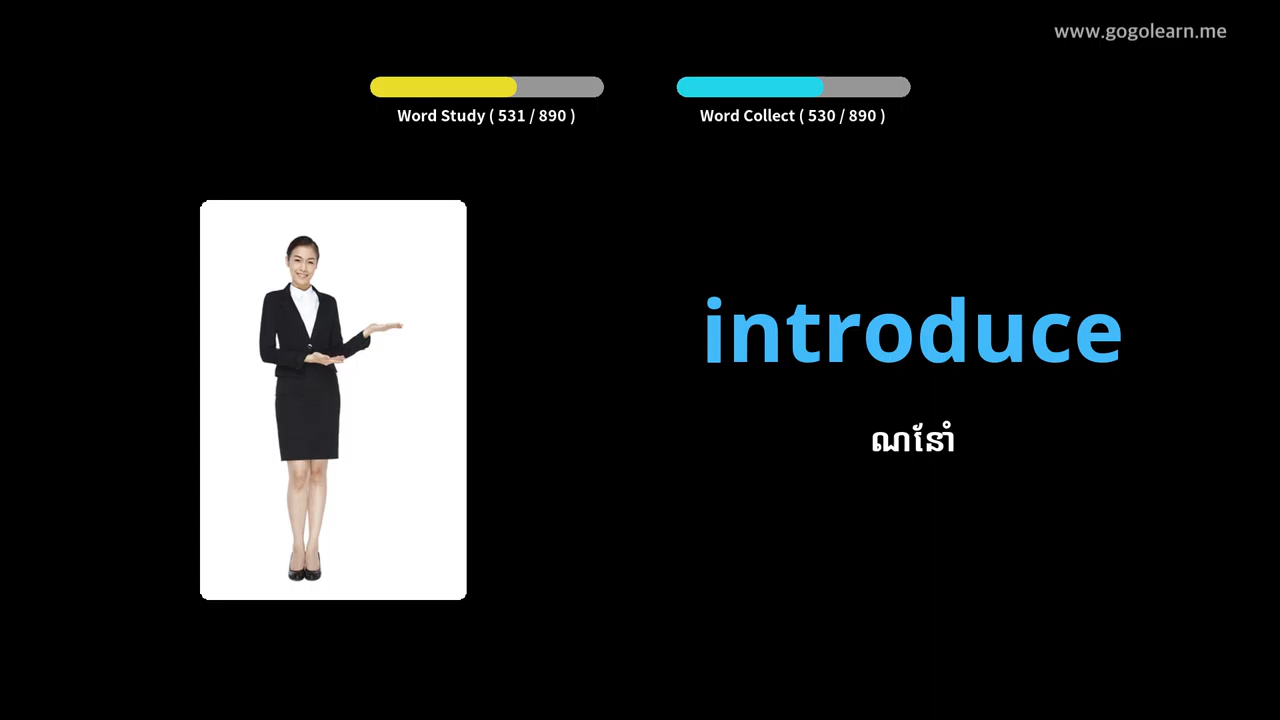 www.gogolearn.me
Word Study ( 531 / 890 )
Word Collect ( 530 / 890 )
introduce
ណែនាំ